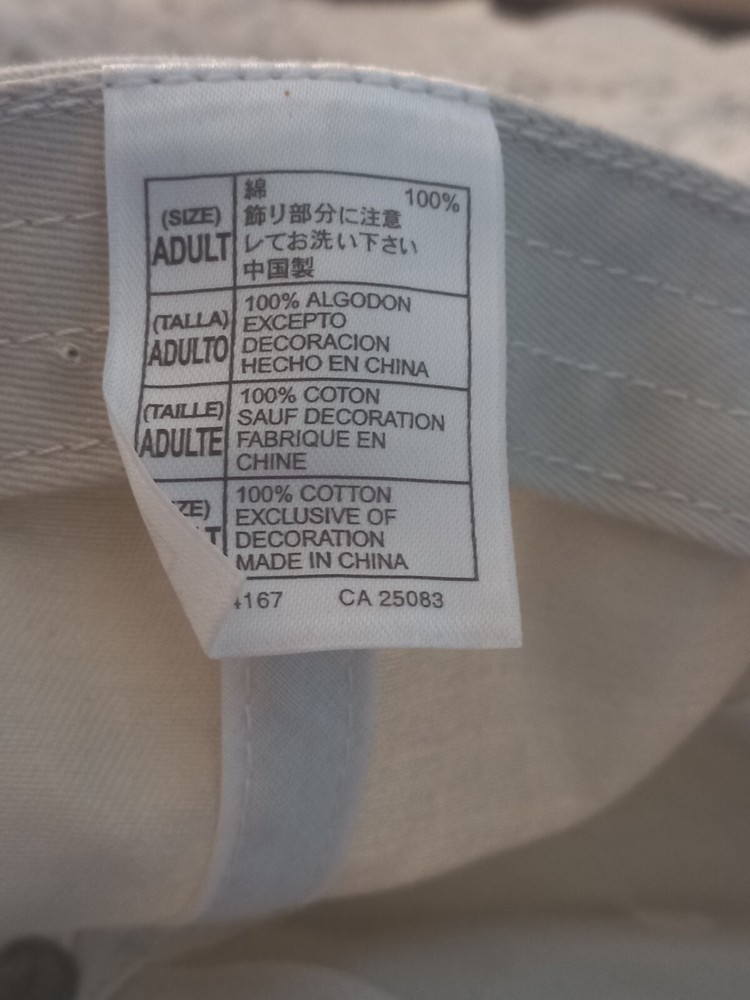 (SIZE)
ADULT
綿 100%
飾り部分に注意
レてお洗い下さい
中国製
(TALLA)
ADULTO
100% ALGODON
EXCEPTO
DECORACION
HECHO EN CHINA
(TAILLE)
ADULTE
100% COTON
SAUF DECORATION
FABRIQUE EN
CHINE
100% COTTON
EXCLUSIVE OF
DECORATION
MADE IN CHINA
CA 25083